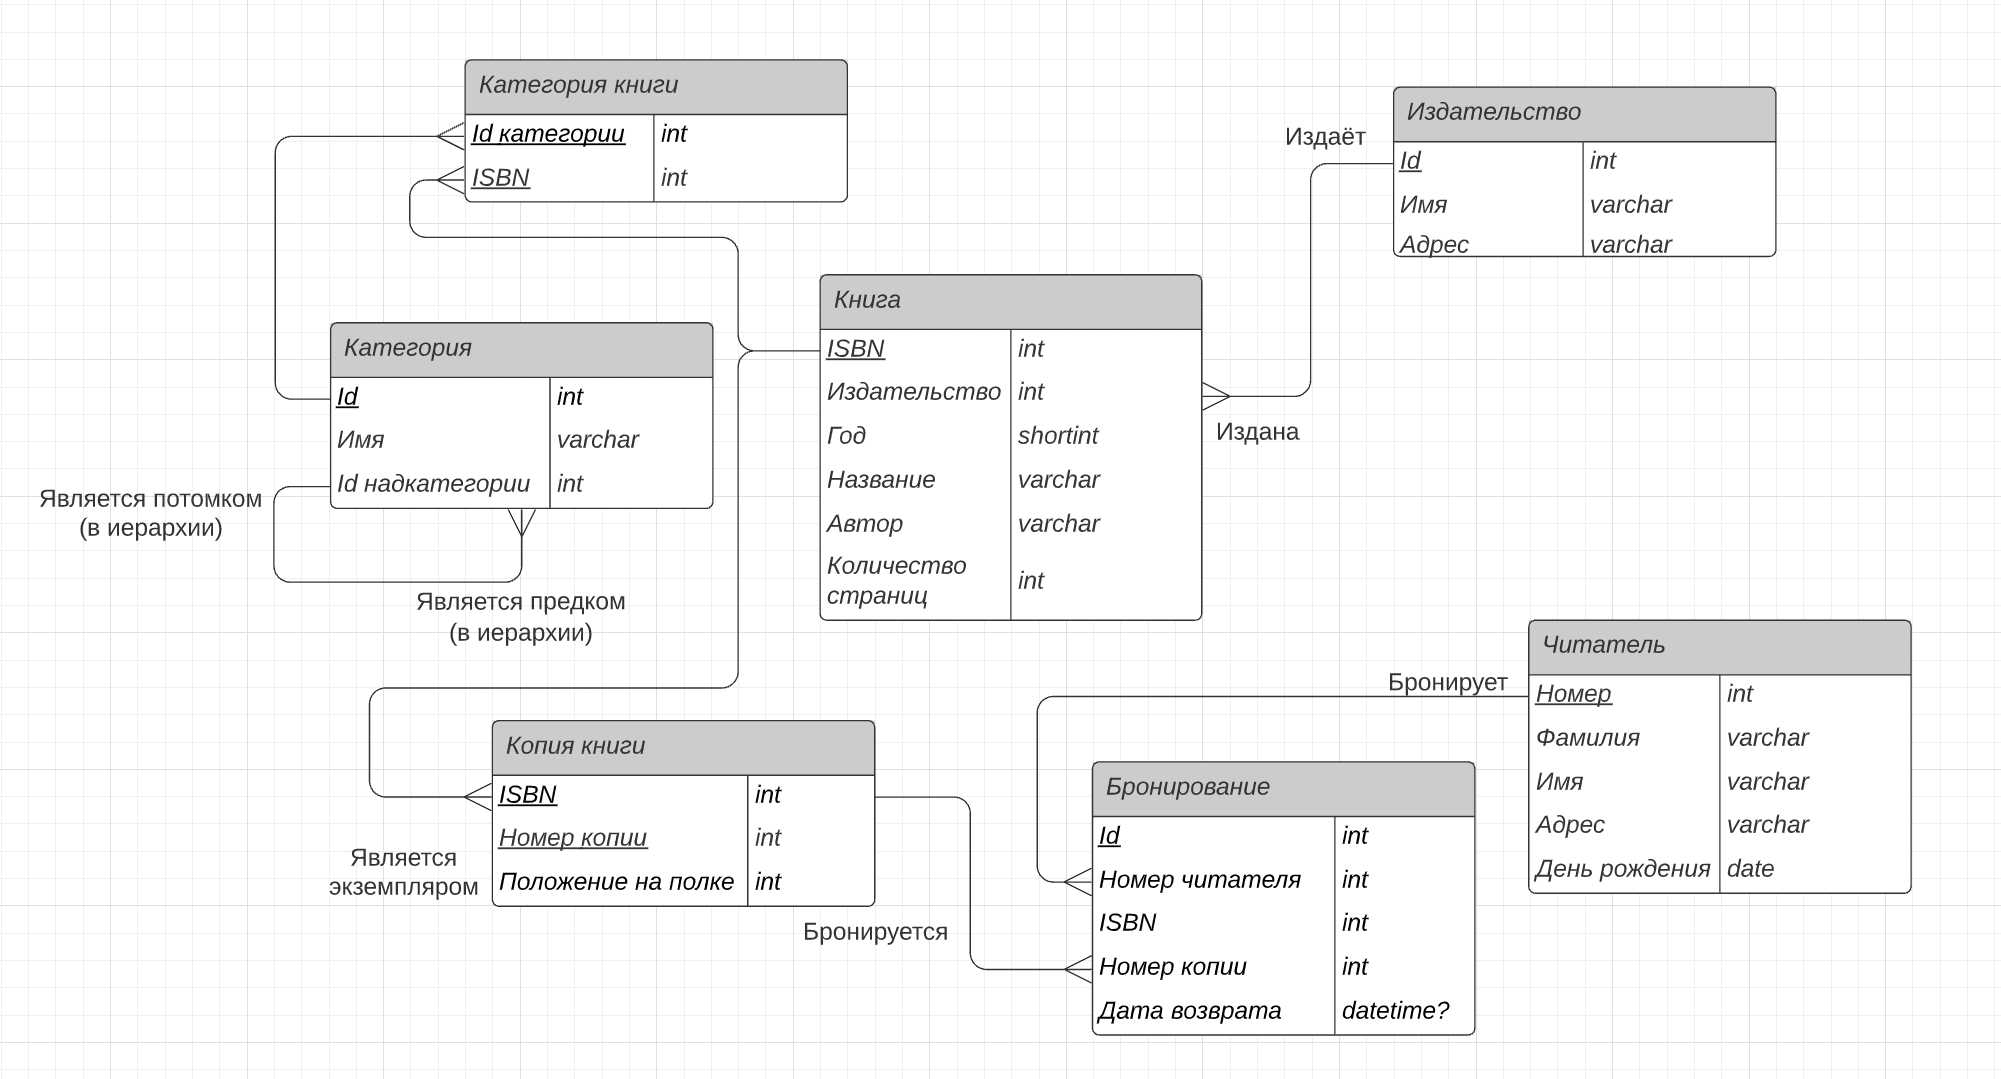 Категория книги
Id категории int
ISBN int
Издательство
Издаёт
Id int
Имя varchar
Адрес varchar
Книга
ISBN int
Издательство int
Год shortint
Название varchar
Автор varchar
Количество
страниц int
Издана
Категория
Id int
Имя varchar
Id надкатегории int
Является потомком
(в иерархии)
Является предком
(в иерархии)
Читатель
Бронирует
Номер int
Фамилия varchar
Имя varchar
Адрес varchar
День рождения date
Копия книги
ISBN int
Номер копии int
Положение на полке int
Является
экземпляром
Бронируется
Бронирование
Id int
Номер читателя int
ISBN int
Номер копии int
Дата возврата datetime?